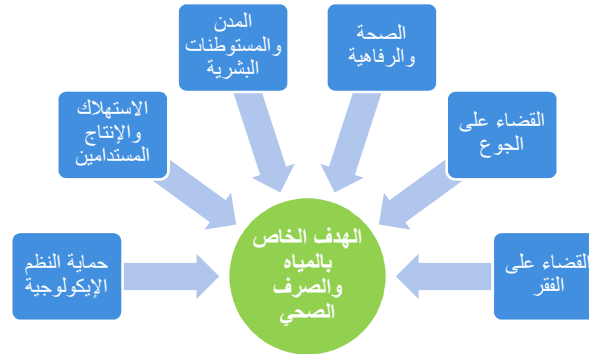 المدن
والمستوطنات
البشرية
الصحة
والرفاهية
الاستهلاك
والإنتاج
المستدامين
القضاء على
الجوع
حماية النظم
الإيكولوجية
الهدف الخاص
بالمياه
والصرف
الصحي
القضاء على
الفقر